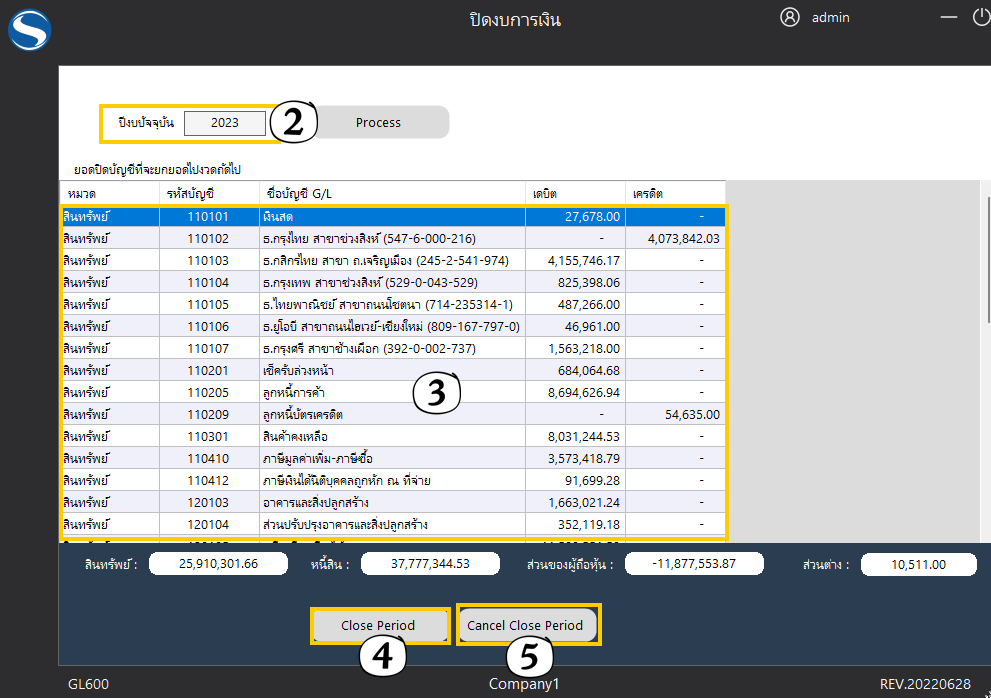 ปิดงบการเงิน
admin
ปีงบปัจจุบัน 2023 2 Process
ยอดปิดบัญชีที่จะยกยอดไปงวดถัดไป
หมวด รหัสบัญชี ชื่อบัญชี G/L เดบิต เครดิต
สินทรัพย์ 110101 เงินสด 27,678.00 -
สินทรัพย์ 110102 ธ.กรุงไทย สาขาช่วงสิงห์ (547-6-000-216) - 4,073,842.03
สินทรัพย์ 110103 ธ.กสิกรไทย สาขา ถ.เจริญเมือง (245-2-541-974) 4,155,746.17 -
สินทรัพย์ 110104 ธ.กรุงเทพ สาขาช่วงสิงห์ (529-0-043-529) 825,398.06 -
สินทรัพย์ 110105 ธ.ไทยพาณิชย์ สาขาถนนโชตนา (714-235314-1) 487,266.00 -
สินทรัพย์ 110106 ธ.ยูโอบี สาขาถนนไฮเวย์-เชียงใหม่ (809-167-797-0) 46,961.00 -
สินทรัพย์ 110107 ธ.กรุงศรี สาขาช้างเผือก (392-0-002-737) 1,563,218.00 -
สินทรัพย์ 110201 เช็ครับล่วงหน้า 684,064.68 -
สินทรัพย์ 110205 ลูกหนี้การค้า 8,694,626.94 -
3
สินทรัพย์ 110209 ลูกหนี้บัตรเครดิต - 54,635.00
สินทรัพย์ 110301 สินค้าคงเหลือ 8,031,244.53 -
สินทรัพย์ 110410 ภาษีมูลค่าเพิ่ม-ภาษีซื้อ 3,573,418.79 -
สินทรัพย์ 110412 ภาษีเงินได้นิติบุคคลถูกหัก ณ ที่จ่าย 91,699.28 -
สินทรัพย์ 120103 อาคารและสิ่งปลูกสร้าง 1,663,021.24 -
สินทรัพย์ 120104 ส่วนปรับปรุงอาคารและสิ่งปลูกสร้าง 352,119.18 -
สินทรัพย์ : 25,910,301.66 หนี้สิน : 37,777,344.53 ส่วนของผู้ถือหุ้น : -11,877,553.87 ส่วนต่าง : 10,511.00
Close Period Cancel Close Period
4 5
GL600 Company1 REV.20220628